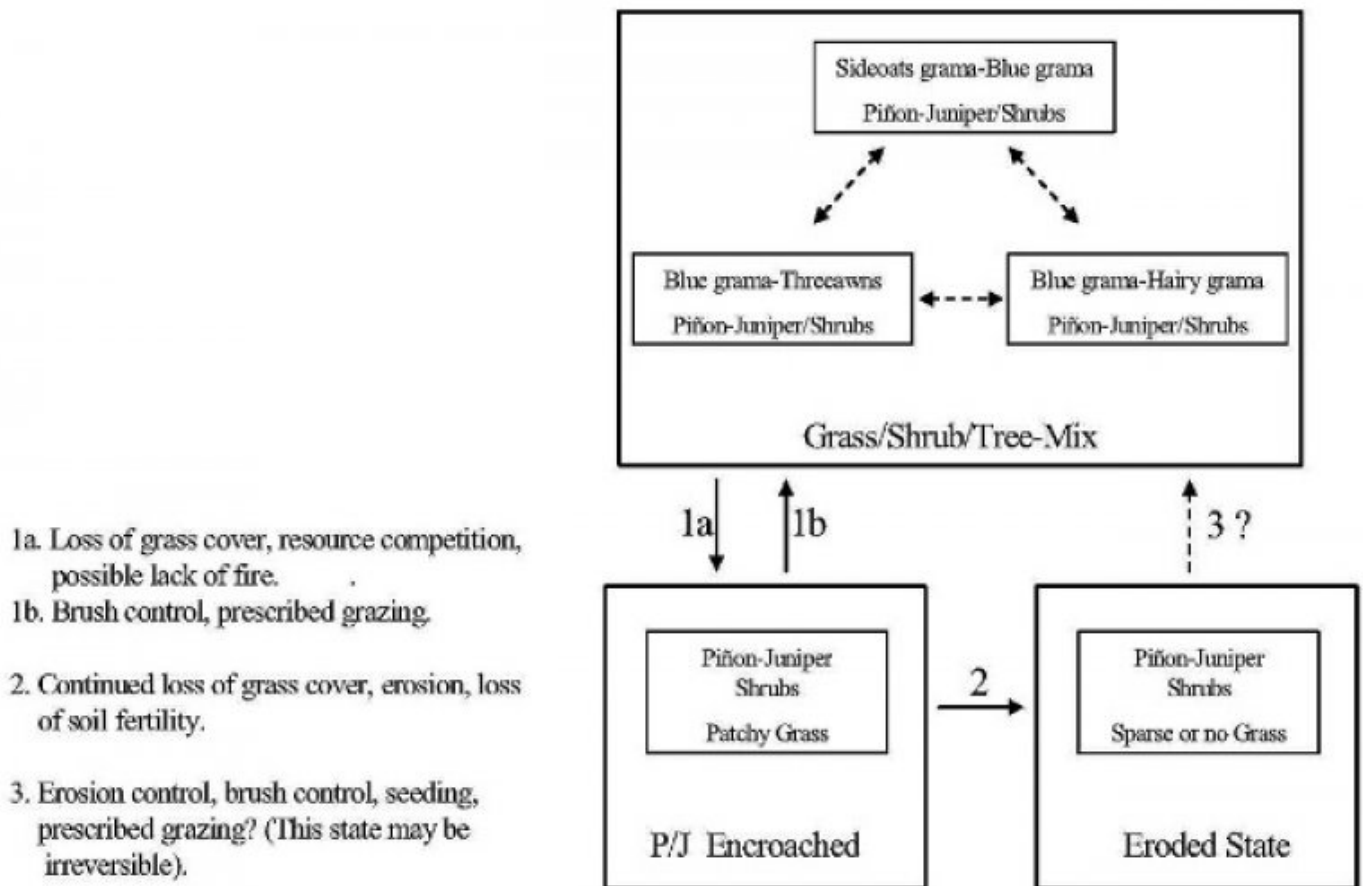 Sideoats grama-Blue grama
Piñon-Juniper/Shrubs
Blue grama-Threeawns
Piñon-Juniper/Shrubs
Blue grama-Hairy grama
Piñon-Juniper/Shrubs
Grass/Shrub/Tree-Mix
1a
1b
3 ?
1a. Loss of grass cover, resource competition,
possible lack of fire.
1b. Brush control, prescribed grazing.
2. Continued loss of grass cover, erosion, loss
of soil fertility.
3. Erosion control, brush control, seeding,
prescribed grazing? (This state may be
irreversible).
Piñon-Juniper
Shrubs
Patchy Grass
P/J Encroached
2
Piñon-Juniper
Shrubs
Sparse or no Grass
Eroded State